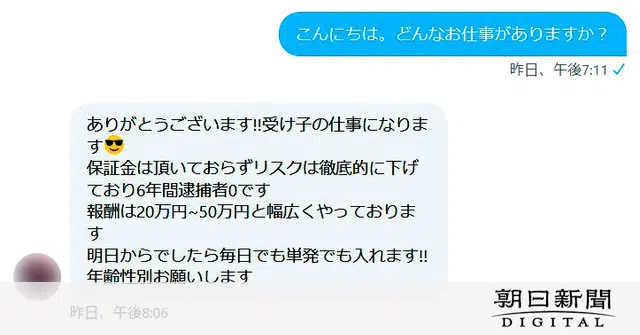 こんにちは。どんなお仕事がありますか？
昨日、午後7:11 ✓
ありがとうございます!!受け子の仕事になりま
す😎
保証金は頂いておらずリスクは徹底的に下げ
ており6年間逮捕者0です
報酬は20万円~50万円と幅広くやっておりま
す
明日からでしたら毎日でも単発でも入れます!!
年齢性別お願いします
昨日、午後8:06
朝日新聞
DIGITAL